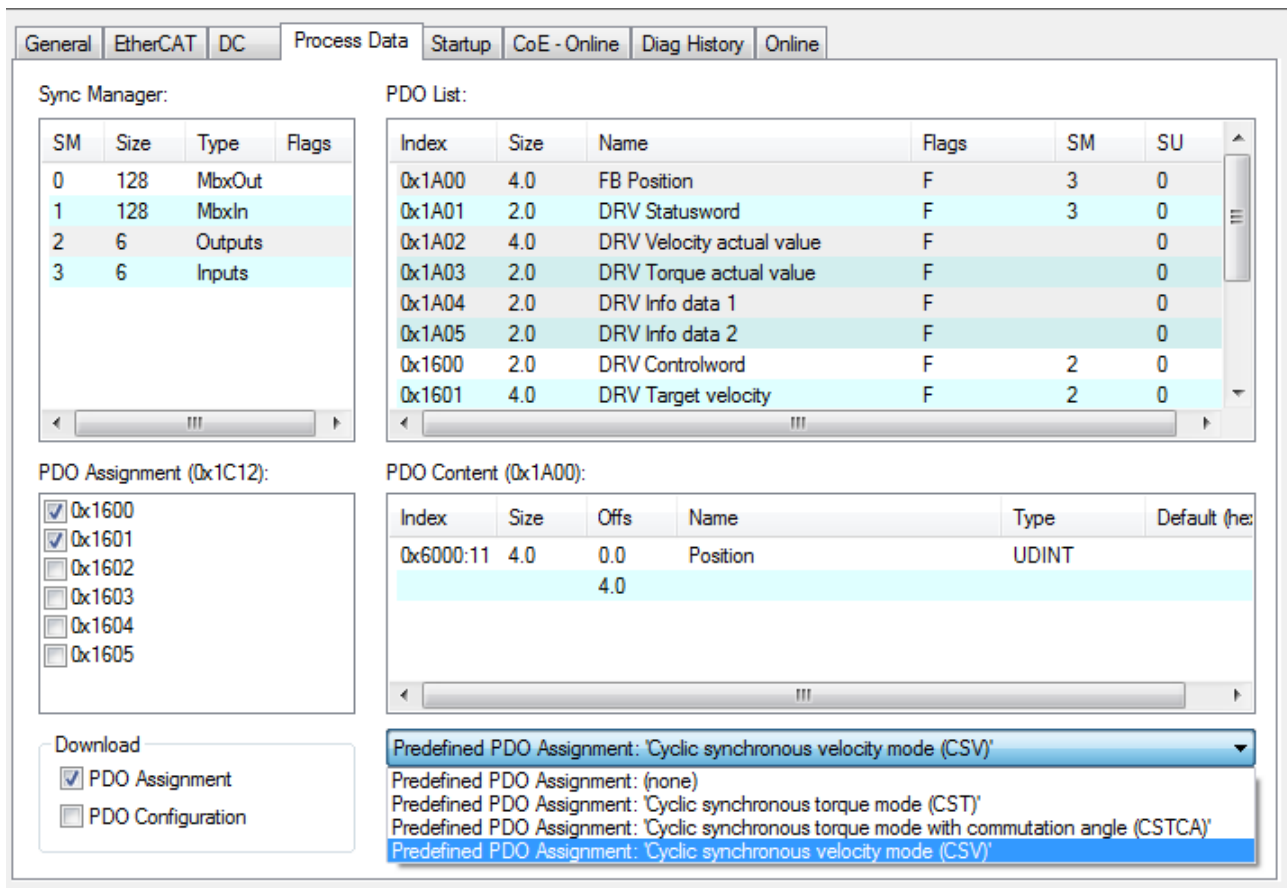 General EtherCAT DC Process Data Startup CoE - Online Diag History Online
Sync Manager:
SM Size Type Flags
0 128 MbxOut
1 128 MbxIn
2 6 Outputs
3 6 Inputs
PDO List:
Index Size Name Flags SM SU
0x1A00 4.0 FB Position F 3 0
0x1A01 2.0 DRV Statusword F 3 0
0x1A02 4.0 DRV Velocity actual value F 0
0x1A03 2.0 DRV Torque actual value F 0
0x1A04 2.0 DRV Info data 1 F 0
0x1A05 2.0 DRV Info data 2 F 0
0x1600 2.0 DRV Controlword F 2 0
0x1601 4.0 DRV Target velocity F 2 0
PDO Assignment (0x1C12):
0x1600
0x1601
0x1602
0x1603
0x1604
0x1605
PDO Content (0x1A00):
Index Size Offs Name Type Default (hex
0x6000:11 4.0 0.0 Position UDINT
4.0
Download
PDO Assignment
PDO Configuration
Predefined PDO Assignment: 'Cyclic synchronous velocity mode (CSV)'
Predefined PDO Assignment: (none)
Predefined PDO Assignment: 'Cyclic synchronous torque mode (CST)'
Predefined PDO Assignment: 'Cyclic synchronous torque mode with commutation angle (CSTCA)'
Predefined PDO Assignment: 'Cyclic synchronous velocity mode (CSV)'